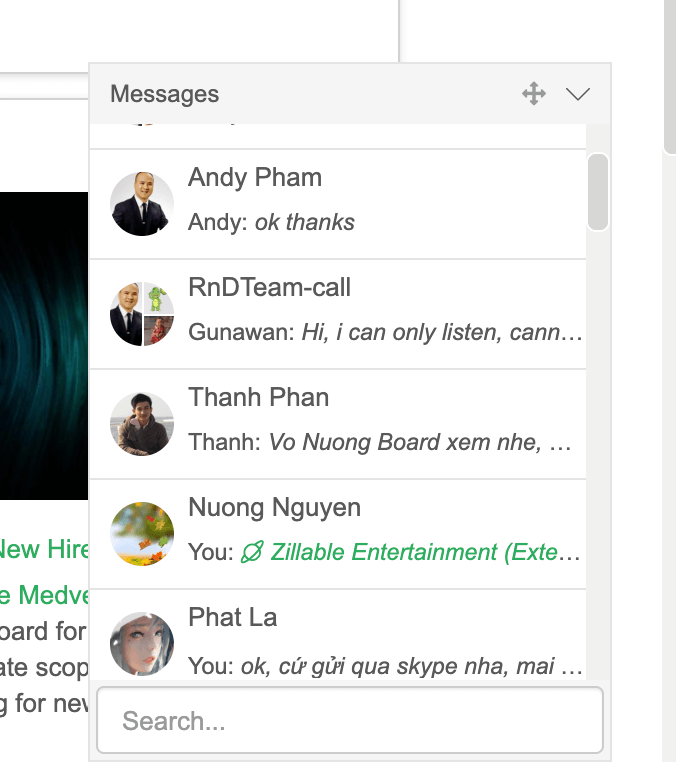 Messages
Andy Pham
Andy: ok thanks
RnDTeam-call
Gunawan: Hi, i can only listen, cann…
Thanh Phan
Thanh: Vo Nuong Board xem nhe, …
Nuong Nguyen
You: Zillable Entertainment (Exte…
Phat La
You: ok, cứ gửi qua skype nha, mai …
Search...
New Hire
e Medve
oard for
ate scop
g for new